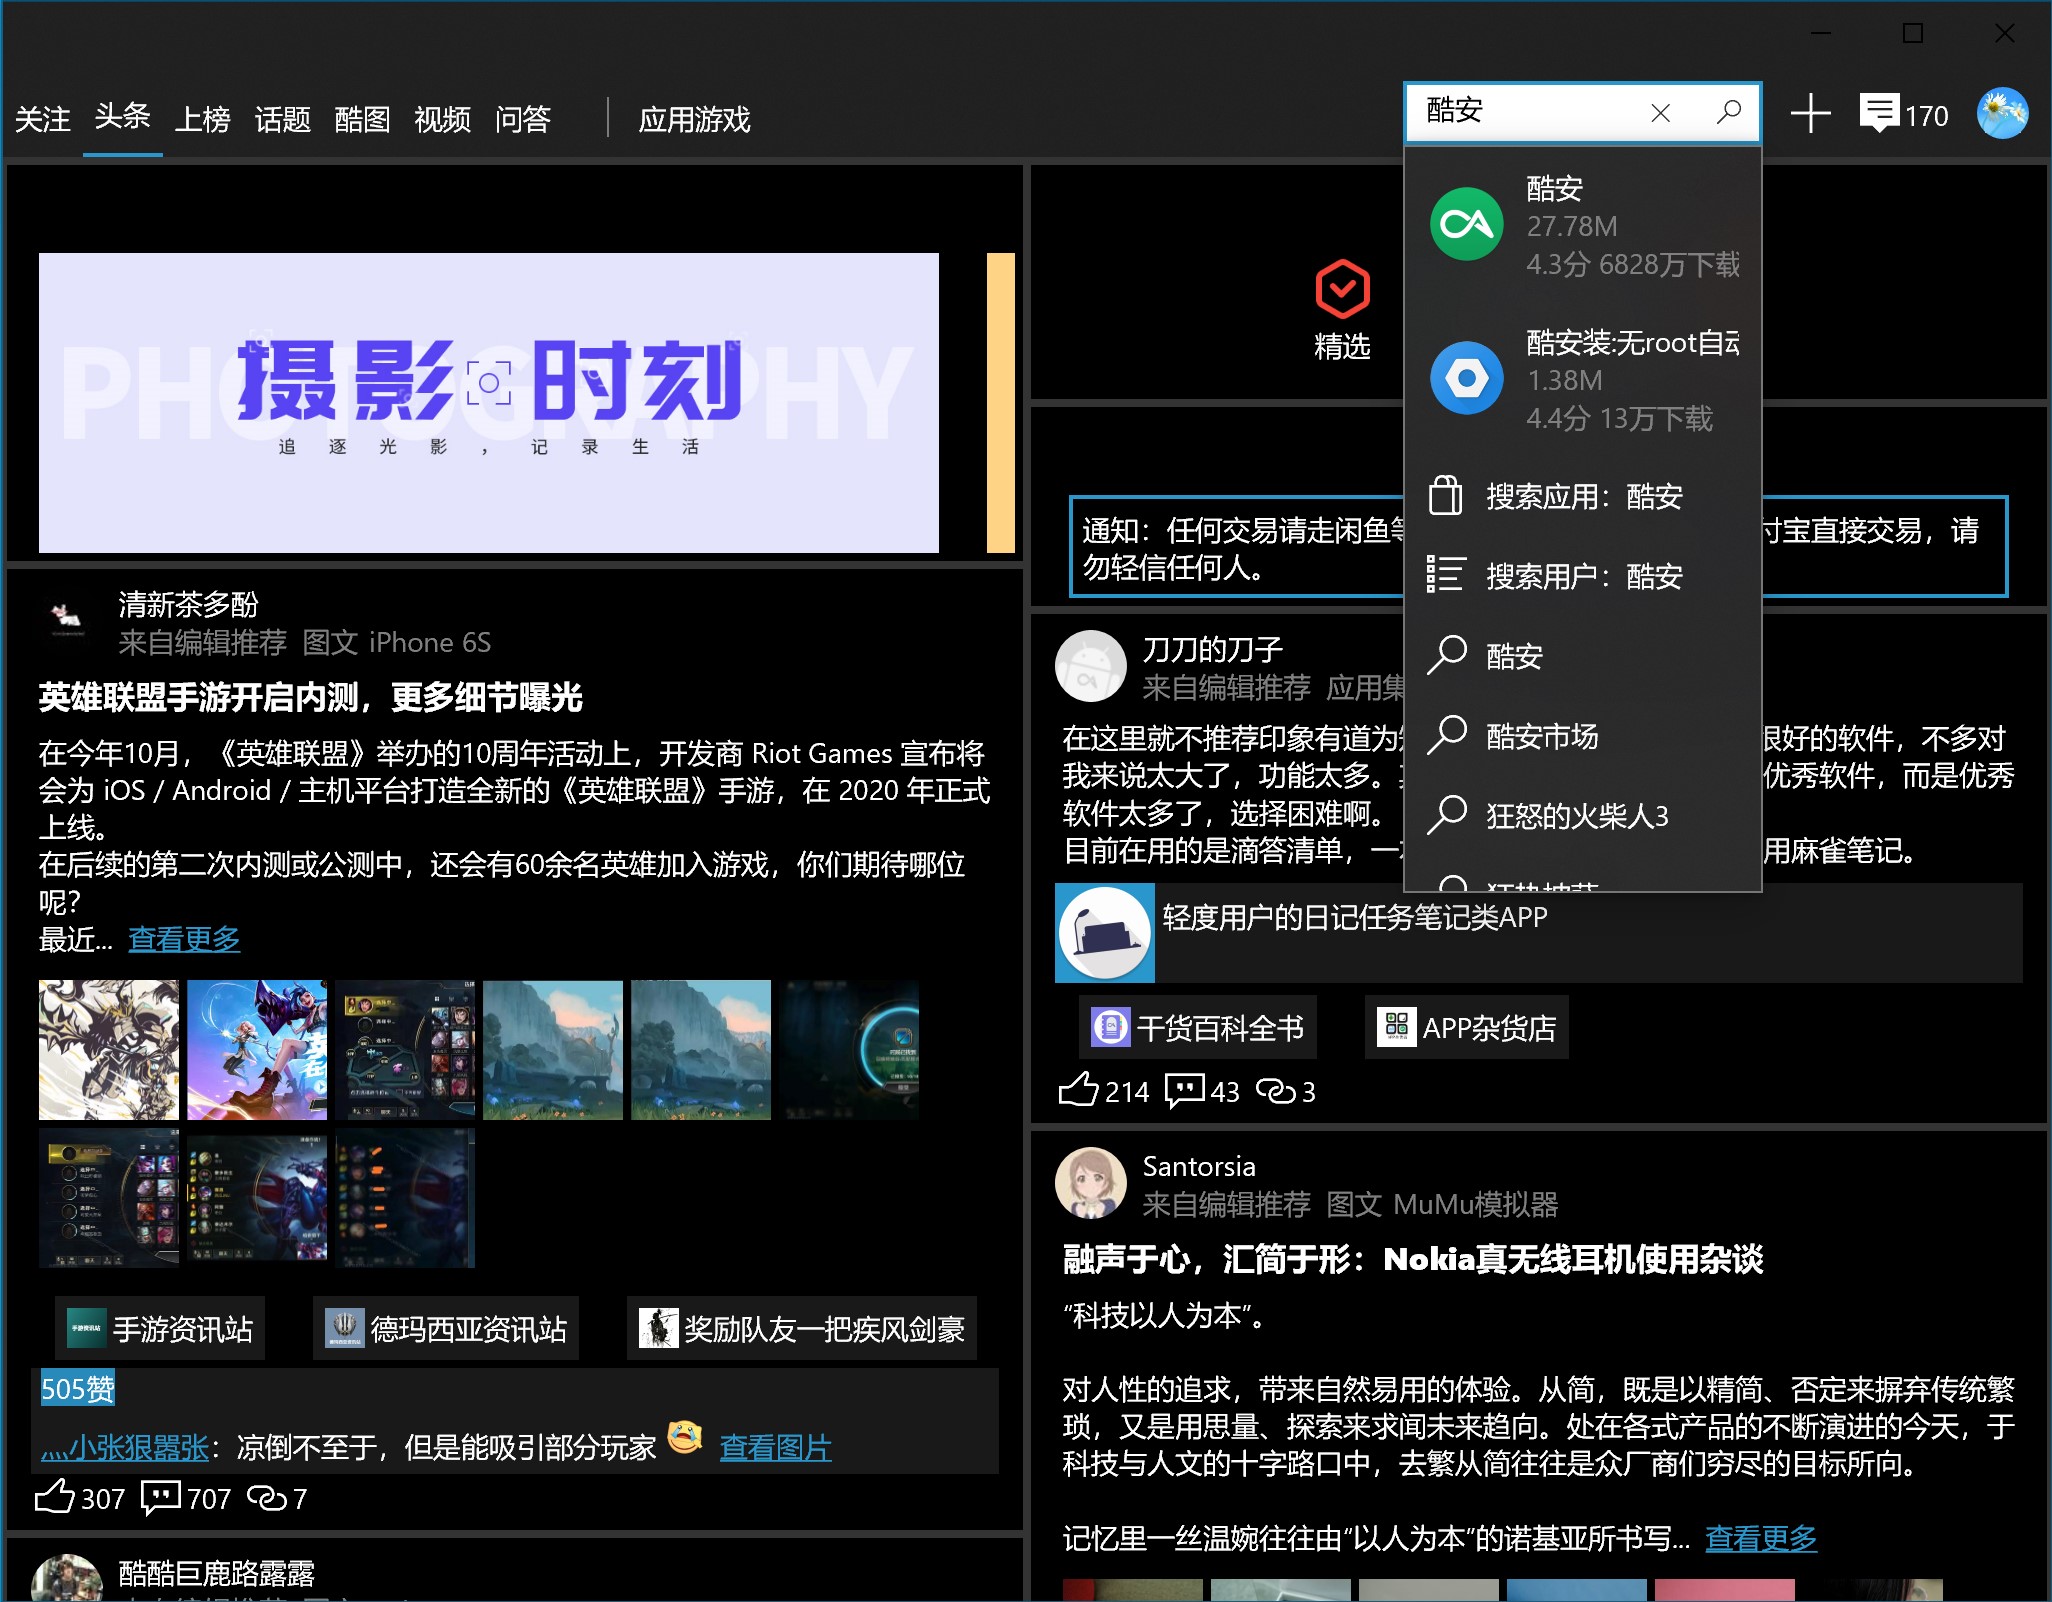 关注 头条 上榜 话题 酷图 视频 问答 应用游戏
酷安
170
酷安
27.78M
4.3分 6828万下载
酷安装:无root自动
1.38M
4.4分 13万下载
搜索应用：酷安
搜索用户：酷安
酷安
酷安市场
狂怒的火柴人3
PHOTOGRAPHY
摄影时刻
追逐光影，记录生活
清新茶多酚
来自编辑推荐 图文 iPhone 6S
英雄联盟手游开启内测，更多细节曝光
在今年10月，《英雄联盟》举办的10周年活动上，开发商 Riot Games 宣布将
会为 iOS / Android / 主机平台打造全新的《英雄联盟》手游，在 2020 年正式
上线。
在后续的第二次内测或公测中，还会有60余名英雄加入游戏，你们期待哪位
呢？
最近... 查看更多
手游资讯站 德玛西亚资讯站 奖励队友一把疾风剑豪
505赞
灬小张狠嚣张：凉倒不至于，但是能吸引部分玩家 查看图片
307 707 7
酷酷巨鹿路露露
精选
通知：任何交易请走闲鱼等 付宝直接交易，请
勿轻信任何人。
刀刀的刀子
来自编辑推荐 应用集
在这里就不推荐印象有道为 很好的软件，不多对
我来说太大了，功能太多。 优秀软件，而是优秀
软件太多了，选择困难啊。
目前在用的是滴答清单，一 用麻雀笔记。
轻度用户的日记任务笔记类APP
干货百科全书 APP杂货店
214 43 3
Santorsia
来自编辑推荐 图文 MuMu模拟器
融声于心，汇简于形：Nokia真无线耳机使用杂谈
“科技以人为本”。
对人性的追求，带来自然易用的体验。从简，既是以精简、否定来摒弃传统繁
琐，又是用思量、探索来求闻未来趋向。处在各式产品的不断演进的今天，于
科技与人文的十字路口中，去繁从简往往是众厂商们穷尽的目标所向。
记忆里一丝温婉往往由“以人为本”的诺基亚所书写... 查看更多